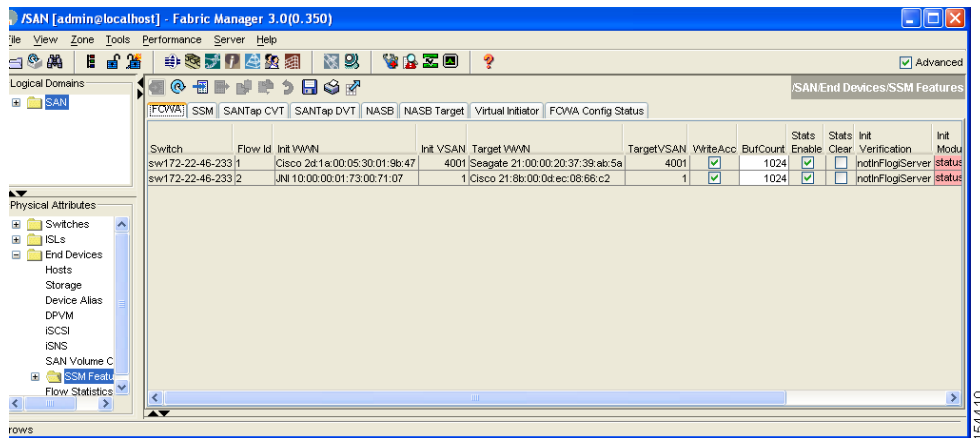 /SAN [admin@localhost] - Fabric Manager 3.0(0.350)
File View Zone Tools Performance Server Help
Advanced
Logical Domains
SAN
/SAN/End Devices/SSM Features
FCWA SSM SANTap CVT SANTap DVT NASB NASB Target Virtual Initiator FCWA Config Status
Stats Stats Init Init
Switch Flow Id Init WWN Init VSAN Target WWN TargetVSAN WriteAcc BufCount Enable Clear Verification Modu
sw172-22-46-233 1 Cisco 2d:1a:00:05:30:01:9b:47 4001 Seagate 21:00:00:20:37:39:ab:5a 4001 1024 notInFlogiServer status
sw172-22-46-233 2 JNI 10:00:00:01:73:00:71:07 1 Cisco 21:8b:00:0d:ec:08:66:c2 1 1024 notInFlogiServer status
Physical Attributes
Switches
ISLs
End Devices
Hosts
Storage
Device Alias
DPVM
iSCSI
iSNS
SAN Volume C
SSM Featu
Flow Statistics
rows
154410